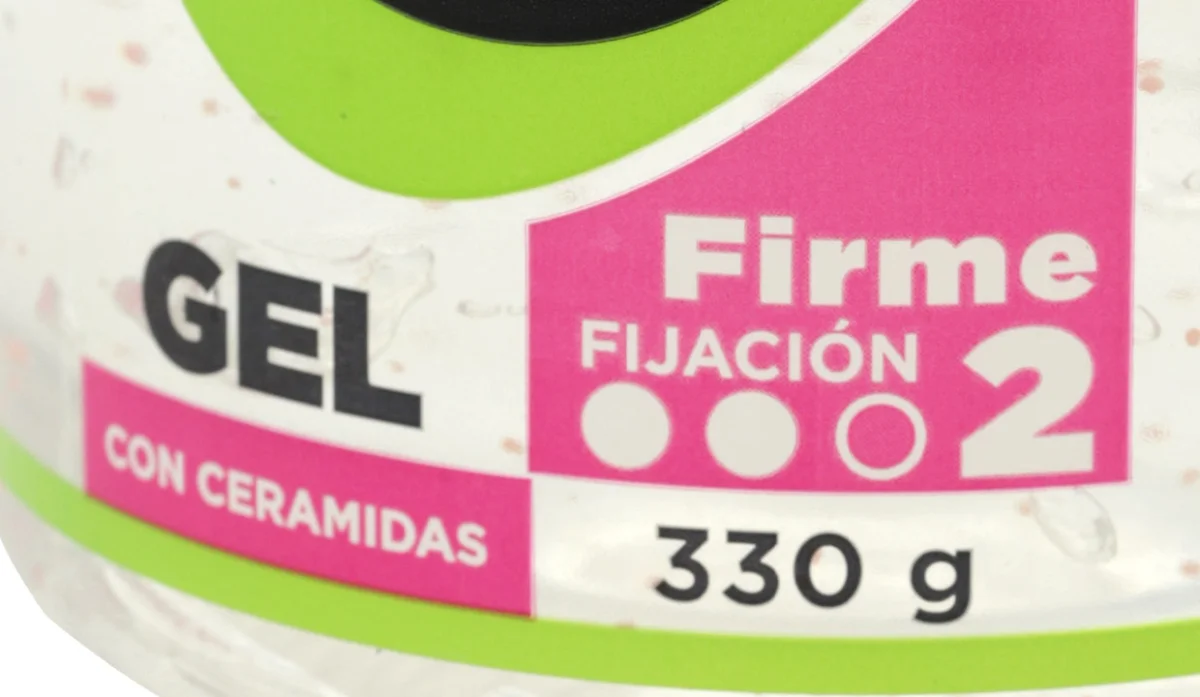 GEL
CON CERAMIDAS
Firme
FIJACIÓN 2
330 g